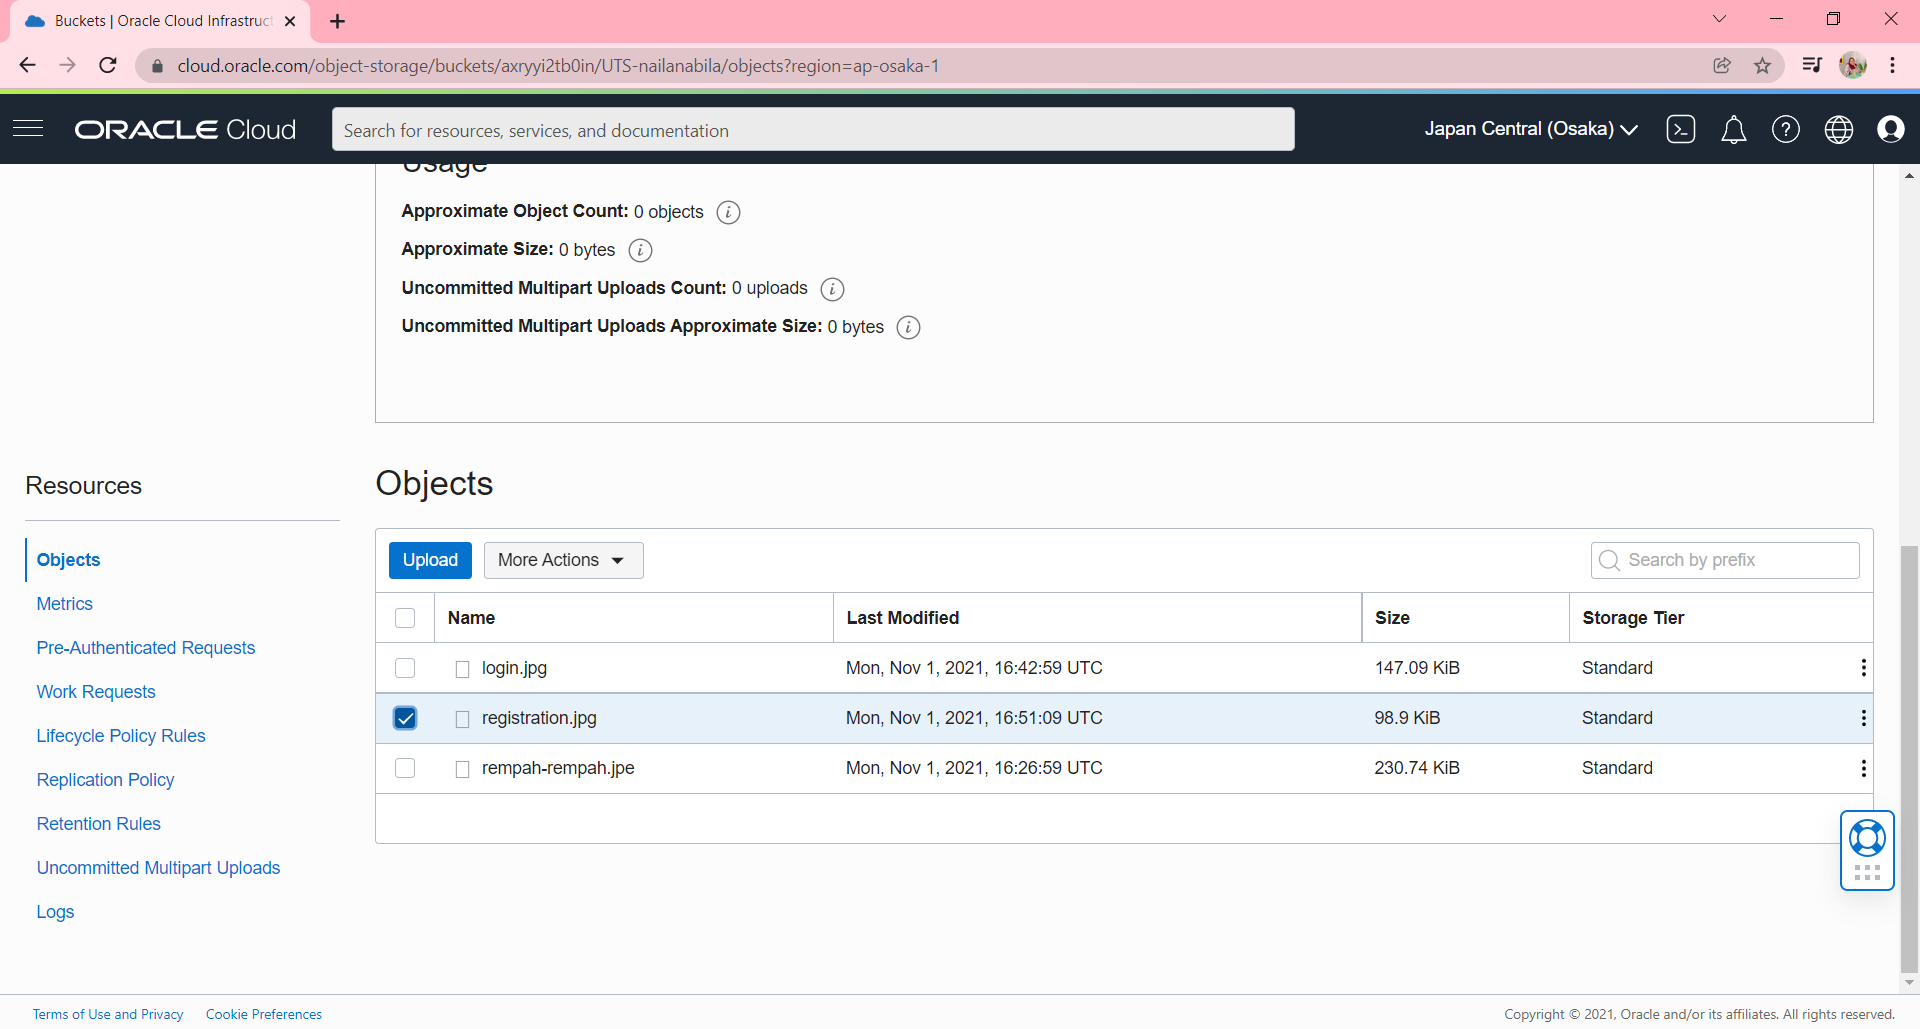 Buckets | Oracle Cloud Infrastruct
cloud.oracle.com/object-storage/buckets/axryyi2tb0in/UTS-nailanabila/objects?region=ap-osaka-1
ORACLE Cloud
Search for resources, services, and documentation
Japan Central (Osaka)
Usage
Approximate Object Count: 0 objects
Approximate Size: 0 bytes
Uncommitted Multipart Uploads Count: 0 uploads
Uncommitted Multipart Uploads Approximate Size: 0 bytes
Resources
Objects
Metrics
Pre-Authenticated Requests
Work Requests
Lifecycle Policy Rules
Replication Policy
Retention Rules
Uncommitted Multipart Uploads
Logs
Objects
Upload More Actions Search by prefix
Name Last Modified Size Storage Tier
login.jpg Mon, Nov 1, 2021, 16:42:59 UTC 147.09 KiB Standard
registration.jpg Mon, Nov 1, 2021, 16:51:09 UTC 98.9 KiB Standard
rempah-rempah.jpe Mon, Nov 1, 2021, 16:26:59 UTC 230.74 KiB Standard
Terms of Use and Privacy Cookie Preferences Copyright © 2021, Oracle and/or its affiliates. All rights reserved.